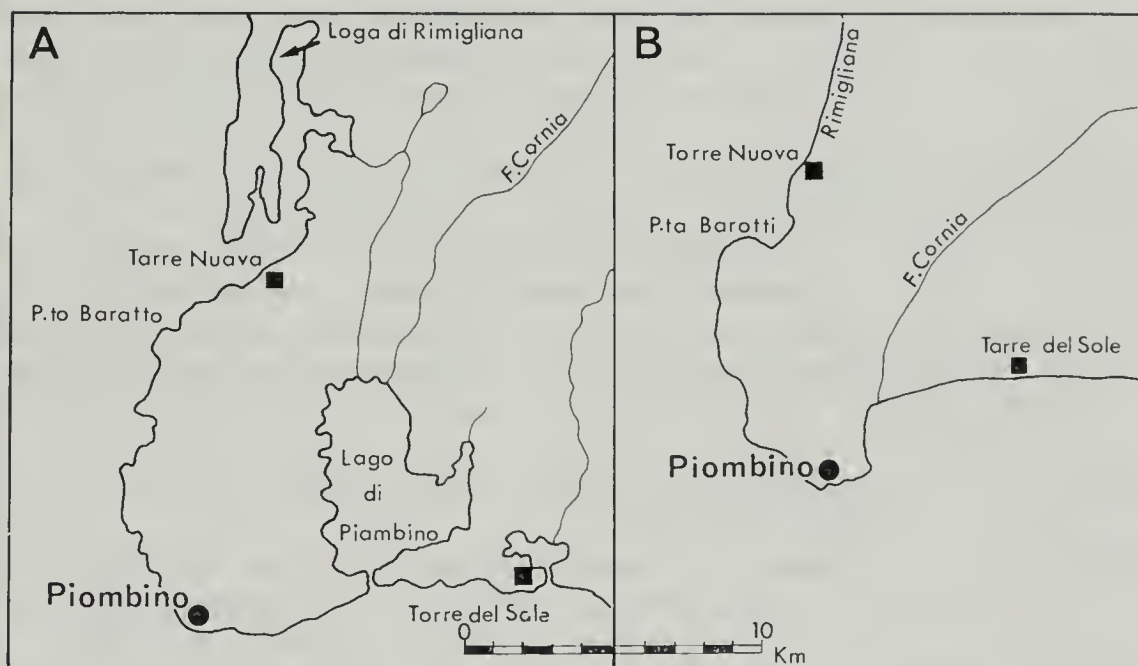 A
Loga di Rimigliana
F. Cornia
Tarre Nuava
P.to Baratto
Lago
di
Piambino
Piombino
Torre del Sole
0
10
Km
B
Rimigliana
Torre Nuova
P.ta Barotti
F. Cornia
Tarre del Sole
Piombino